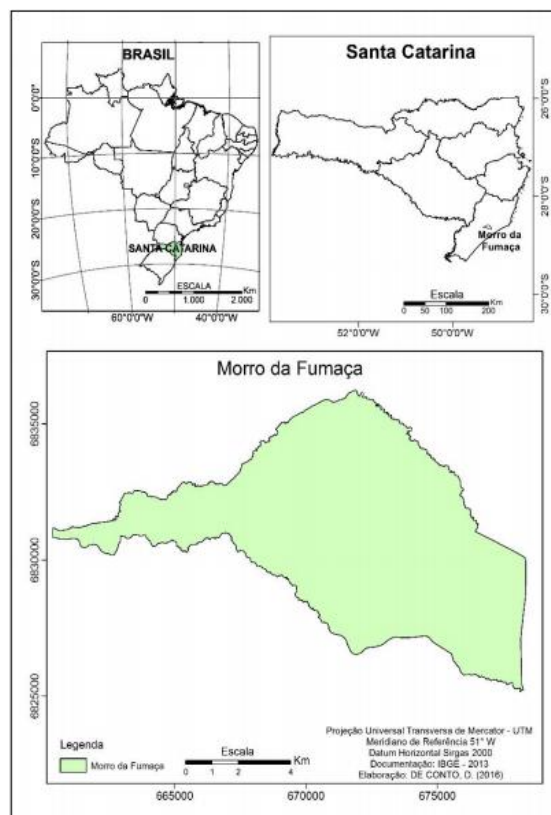 BRASIL
0°0'0"
10°0'0"S
20°0'0"S
30°0'0"S
SANTA CATARINA
ESCALA
0 1.000 2.000 Km
60°0'0"W 40°0'0"W
Santa Catarina
26°0'0"S
28°0'0"S
30°0'0"S
Morro da
Fumaça
Escala
Km
0 50 100 200
52°0'0"W 50°0'0"W
Morro da Fumaça
6835000
6830000
6825000
Legenda
Morro da Fumaça
Escala
Km
0 1 2 4
Projeção Universal Transversa de Mercator - UTM
Meridiano de Referência 51° W
Datum Horizontal Sirgas 2000
Documentação: IBGE - 2013
Elaboração: DE CONTO, D. (2016)
665000 670000 675000